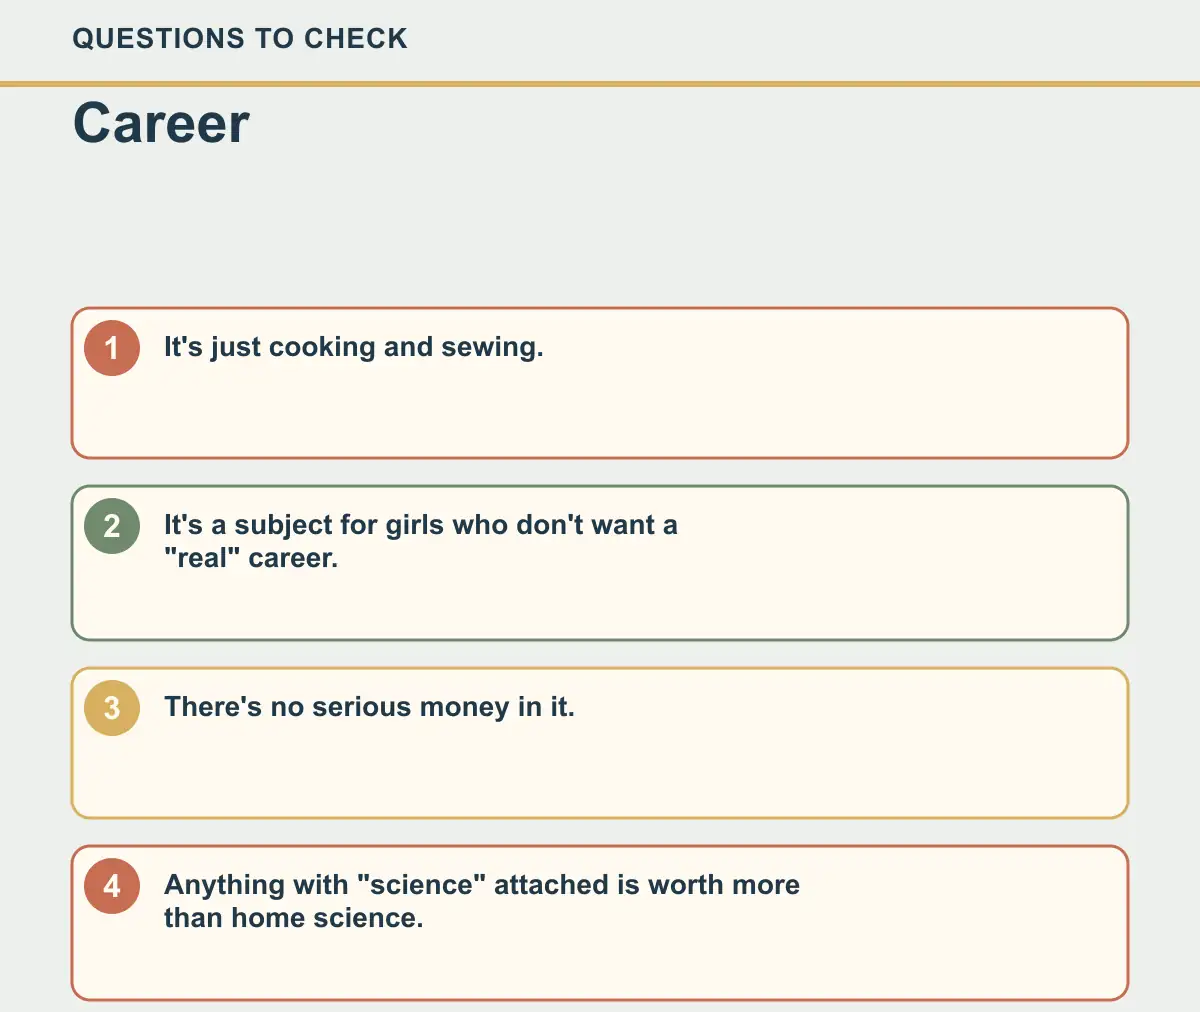 QUESTIONS TO CHECK
Career
1
It's just cooking and sewing.
2
It's a subject for girls who don't want a
"real" career.
3
There's no serious money in it.
4
Anything with "science" attached is worth more
than home science.